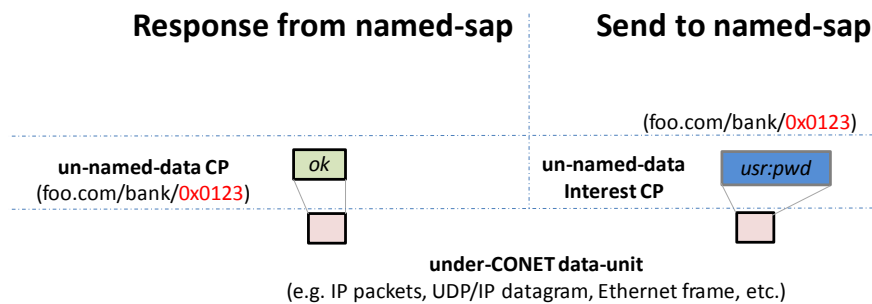 Response from named-sap
Send to named-sap
(foo.com/bank/0x0123)
un-named-data CP
(foo.com/bank/0x0123)
ok
un-named-data
Interest CP
usr:pwd
under-CONET data-unit
(e.g. IP packets, UDP/IP datagram, Ethernet frame, etc.)